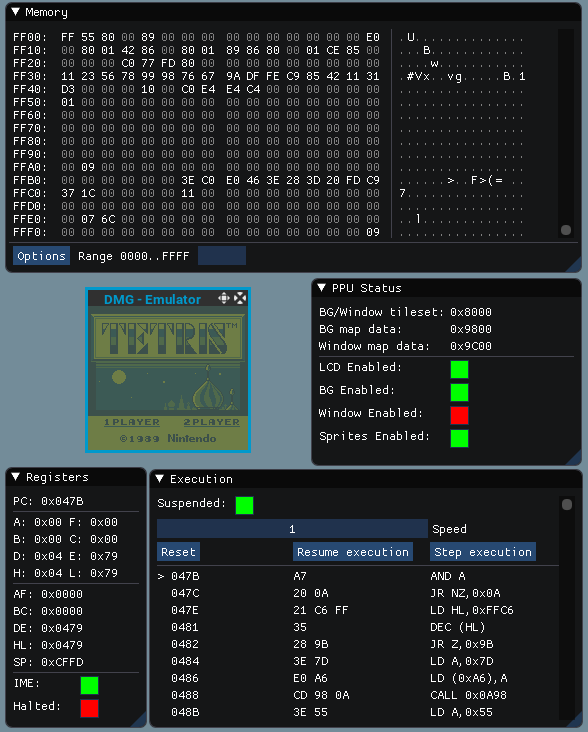 Memory
FF00: FF 55 80 00 89 00 00 00 00 00 00 00 00 00 00 E0 .U..............
FF10: 00 80 01 42 86 00 80 01 89 86 80 00 01 CE 85 00 ...B............
FF20: 00 00 00 C0 77 FD 80 00 00 00 00 00 00 00 00 00 ....w...........
FF30: 11 23 56 78 99 98 76 67 9A DF FE C9 85 42 11 31 .#Vx..vg.....B.1
FF40: D3 00 00 00 10 00 C0 E4 E4 C4 00 00 00 00 00 00 ................
FF50: 01 00 00 00 00 00 00 00 00 00 00 00 00 00 00 00 ................
FF60: 00 00 00 00 00 00 00 00 00 00 00 00 00 00 00 00 ................
FF70: 00 00 00 00 00 00 00 00 00 00 00 00 00 00 00 00 ................
FF80: 00 00 00 00 00 00 00 00 00 00 00 00 00 00 00 00 ................
FF90: 00 00 00 00 00 00 00 00 00 00 00 00 00 00 00 00 ................
FFA0: 00 09 00 00 00 00 00 00 00 00 00 00 00 00 00 00 ................
FFB0: 00 00 00 00 00 00 3E C0 E0 46 3E 28 3D 20 FD C9 ......>..F>(= ..
FFC0: 37 1C 00 00 00 00 11 00 00 00 00 00 00 00 00 00 7...............
FFD0: 00 00 00 00 00 00 00 00 00 00 00 00 00 00 00 00 ................
FFE0: 00 07 6C 00 00 00 00 00 00 00 00 00 00 00 00 00 ..l.............
FFF0: 00 00 00 00 00 00 00 00 00 00 00 00 00 00 00 09 ................
Options Range 0000..FFFF
DMG - Emulator
TETRIS™
1PLAYER 2PLAYER
©1989 Nintendo
PPU Status
BG/Window tileset: 0x8000
BG map data: 0x9800
Window map data: 0x9C00
LCD Enabled:
BG Enabled:
Window Enabled:
Sprites Enabled:
Registers
PC: 0x047B
A: 0x00 F: 0x00
B: 0x00 C: 0x00
D: 0x04 E: 0x79
H: 0x04 L: 0x79
AF: 0x0000
BC: 0x0000
DE: 0x0479
HL: 0x0479
SP: 0xCFFD
IME:
Halted:
Execution
Suspended:
1 Speed
Reset Resume execution Step execution
> 047B A7 AND A
047C 20 0A JR NZ,0x0A
047E 21 C6 FF LD HL,0xFFC6
0481 35 DEC (HL)
0482 28 9B JR Z,0x9B
0484 3E 7D LD A,0x7D
0486 E0 A6 LD (0xA6),A
0488 CD 98 0A CALL 0x0A98
048B 3E 55 LD A,0x55